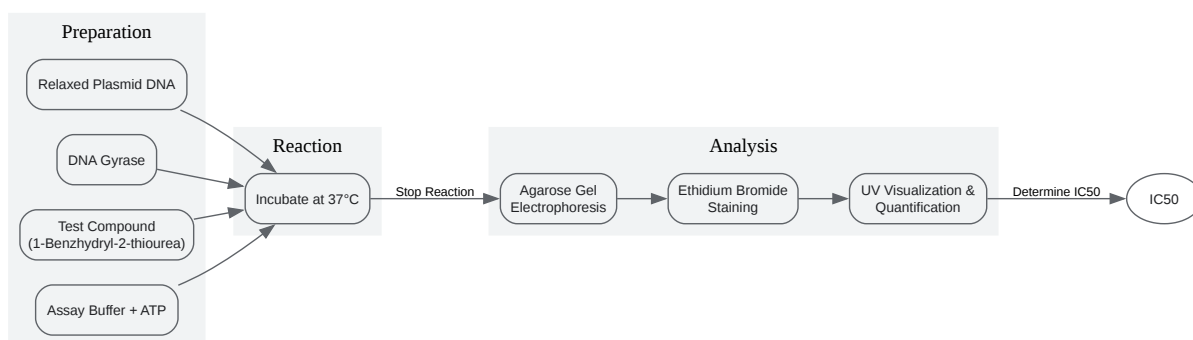 Preparation
Relaxed Plasmid DNA
DNA Gyrase
Test Compound
(1-Benzhydryl-2-thiourea)
Assay Buffer + ATP
Reaction
Incubate at 37°C
Stop Reaction
Analysis
Agarose Gel
Electrophoresis
Ethidium Bromide
Staining
UV Visualization &
Quantification
Determine IC50
IC50